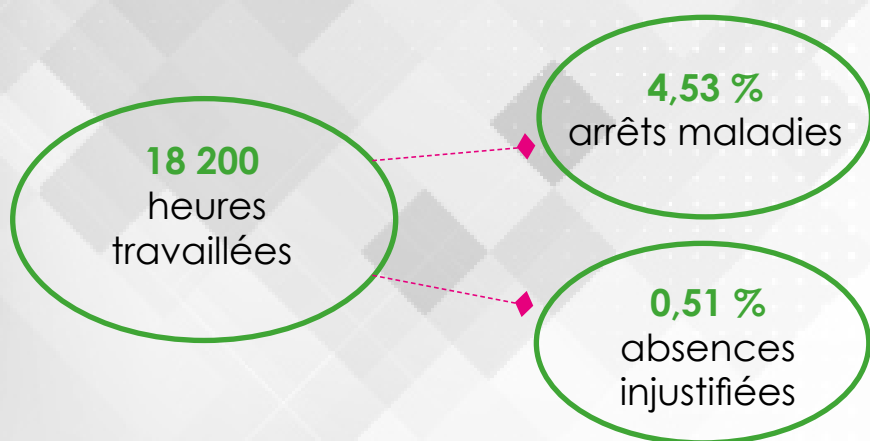 18 200
heures
travaillées
4,53 %
arrêts maladies
0,51 %
absences
injustifiées